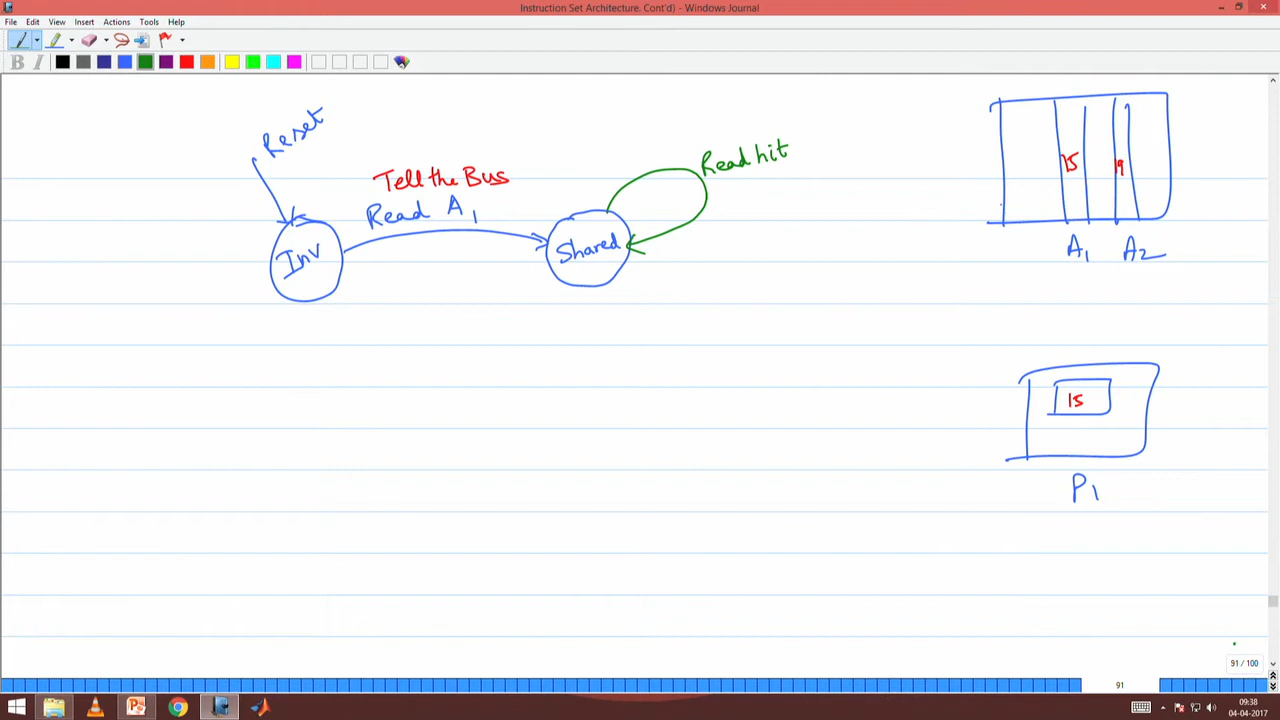 Instruction Set Architecture. Cont'd) - Windows Journal
File Edit View Insert Actions Tools Help
B I
Reset
Tell the Bus
Read A1
Read hit
Inv
Shared
15 19
A1 A2
15
P1
91 / 100
91
09:38
04-04-2017